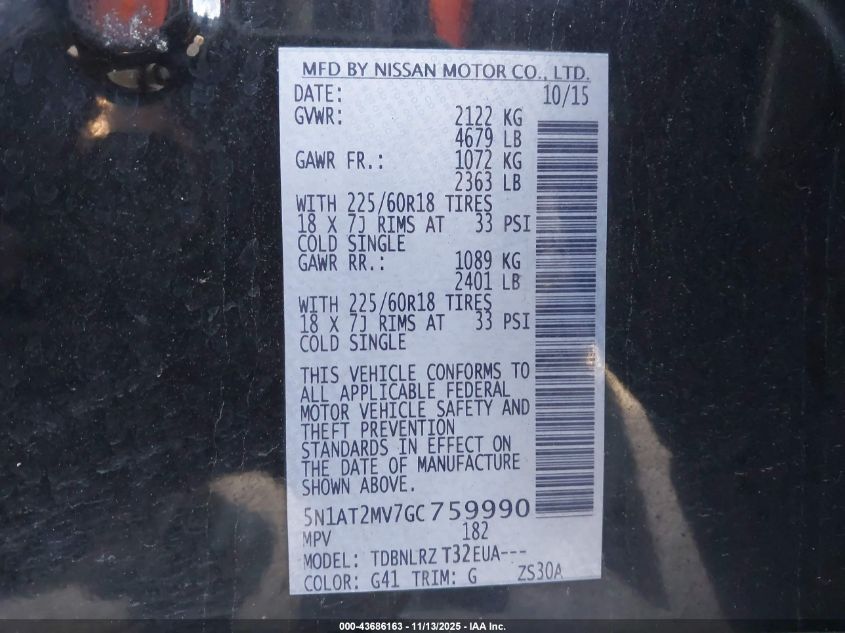 MFD BY NISSAN MOTOR CO., LTD.
DATE: 10/15
GVWR: 2122 KG
4679 LB
GAWR FR.: 1072 KG
2363 LB
WITH 225/60R18 TIRES
18 X 7J RIMS AT 33 PSI
COLD SINGLE
GAWR RR.: 1089 KG
2401 LB
WITH 225/60R18 TIRES
18 X 7J RIMS AT 33 PSI
COLD SINGLE
THIS VEHICLE CONFORMS TO
ALL APPLICABLE FEDERAL
MOTOR VEHICLE SAFETY AND
THEFT PREVENTION
STANDARDS IN EFFECT ON
THE DATE OF MANUFACTURE
SHOWN ABOVE.
5N1AT2MV7GC759990
MPV 182
MODEL: TDBNLRZ T32EUA---
COLOR: G41 TRIM: G ZS30A
000-43686163 - 11/13/2025 - IAA Inc.